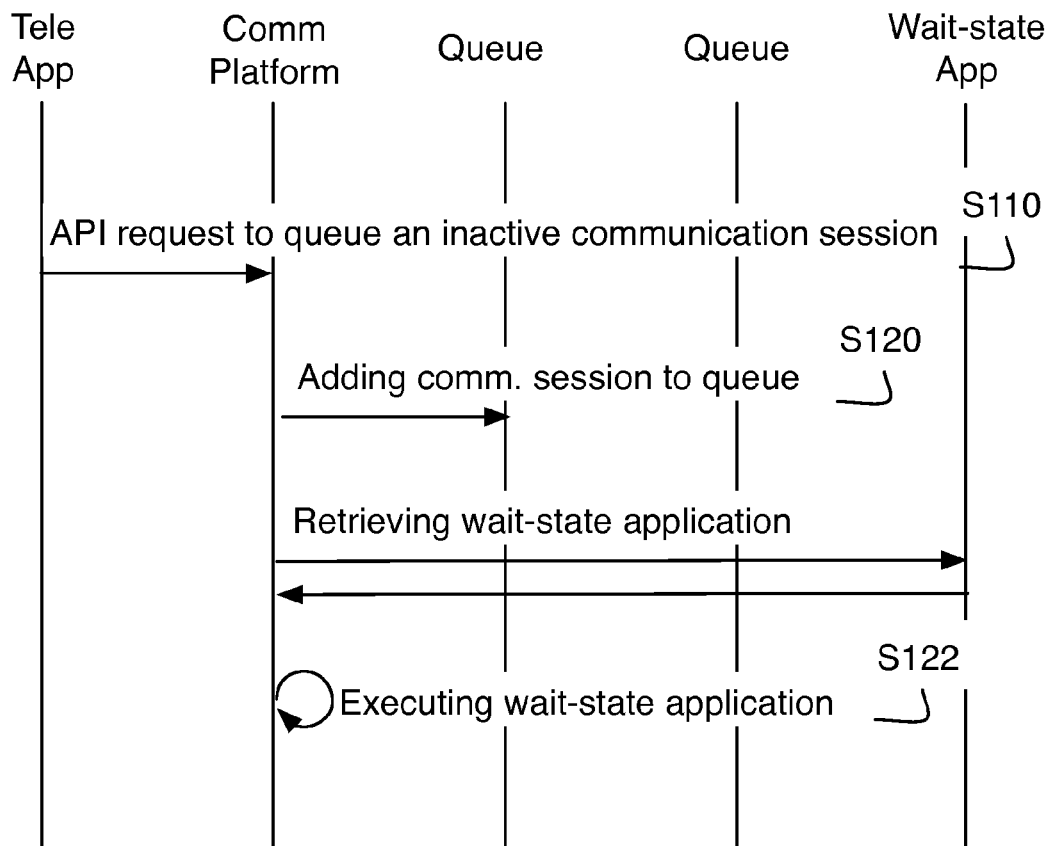 Tele
App
Comm
Platform
Queue
Queue
Wait-state
App
S110
API request to queue an inactive communication session
S120
Adding comm. session to queue
Retrieving wait-state application
S122
Executing wait-state application